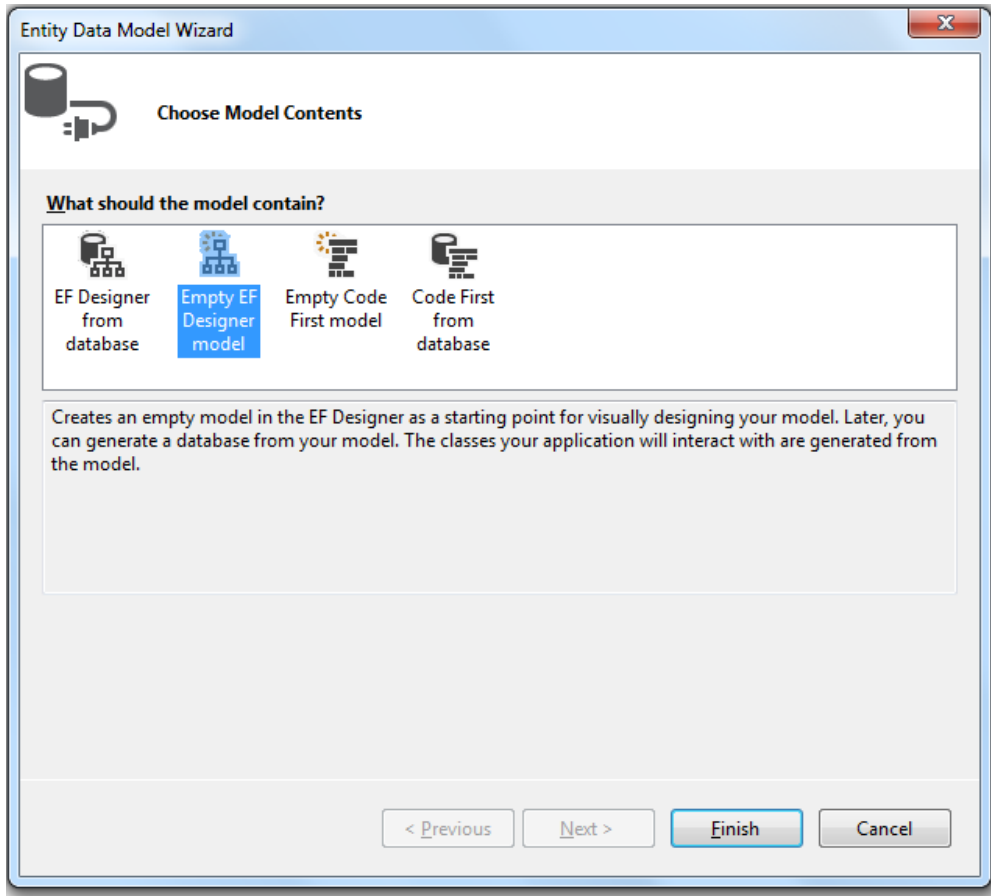 Entity Data Model Wizard
Choose Model Contents
What should the model contain?
EF Designer
from
database
Empty EF
Designer
model
Empty Code
First model
Code First
from
database
Creates an empty model in the EF Designer as a starting point for visually designing your model. Later, you
can generate a database from your model. The classes your application will interact with are generated from
the model.
< Previous
Next >
Finish
Cancel